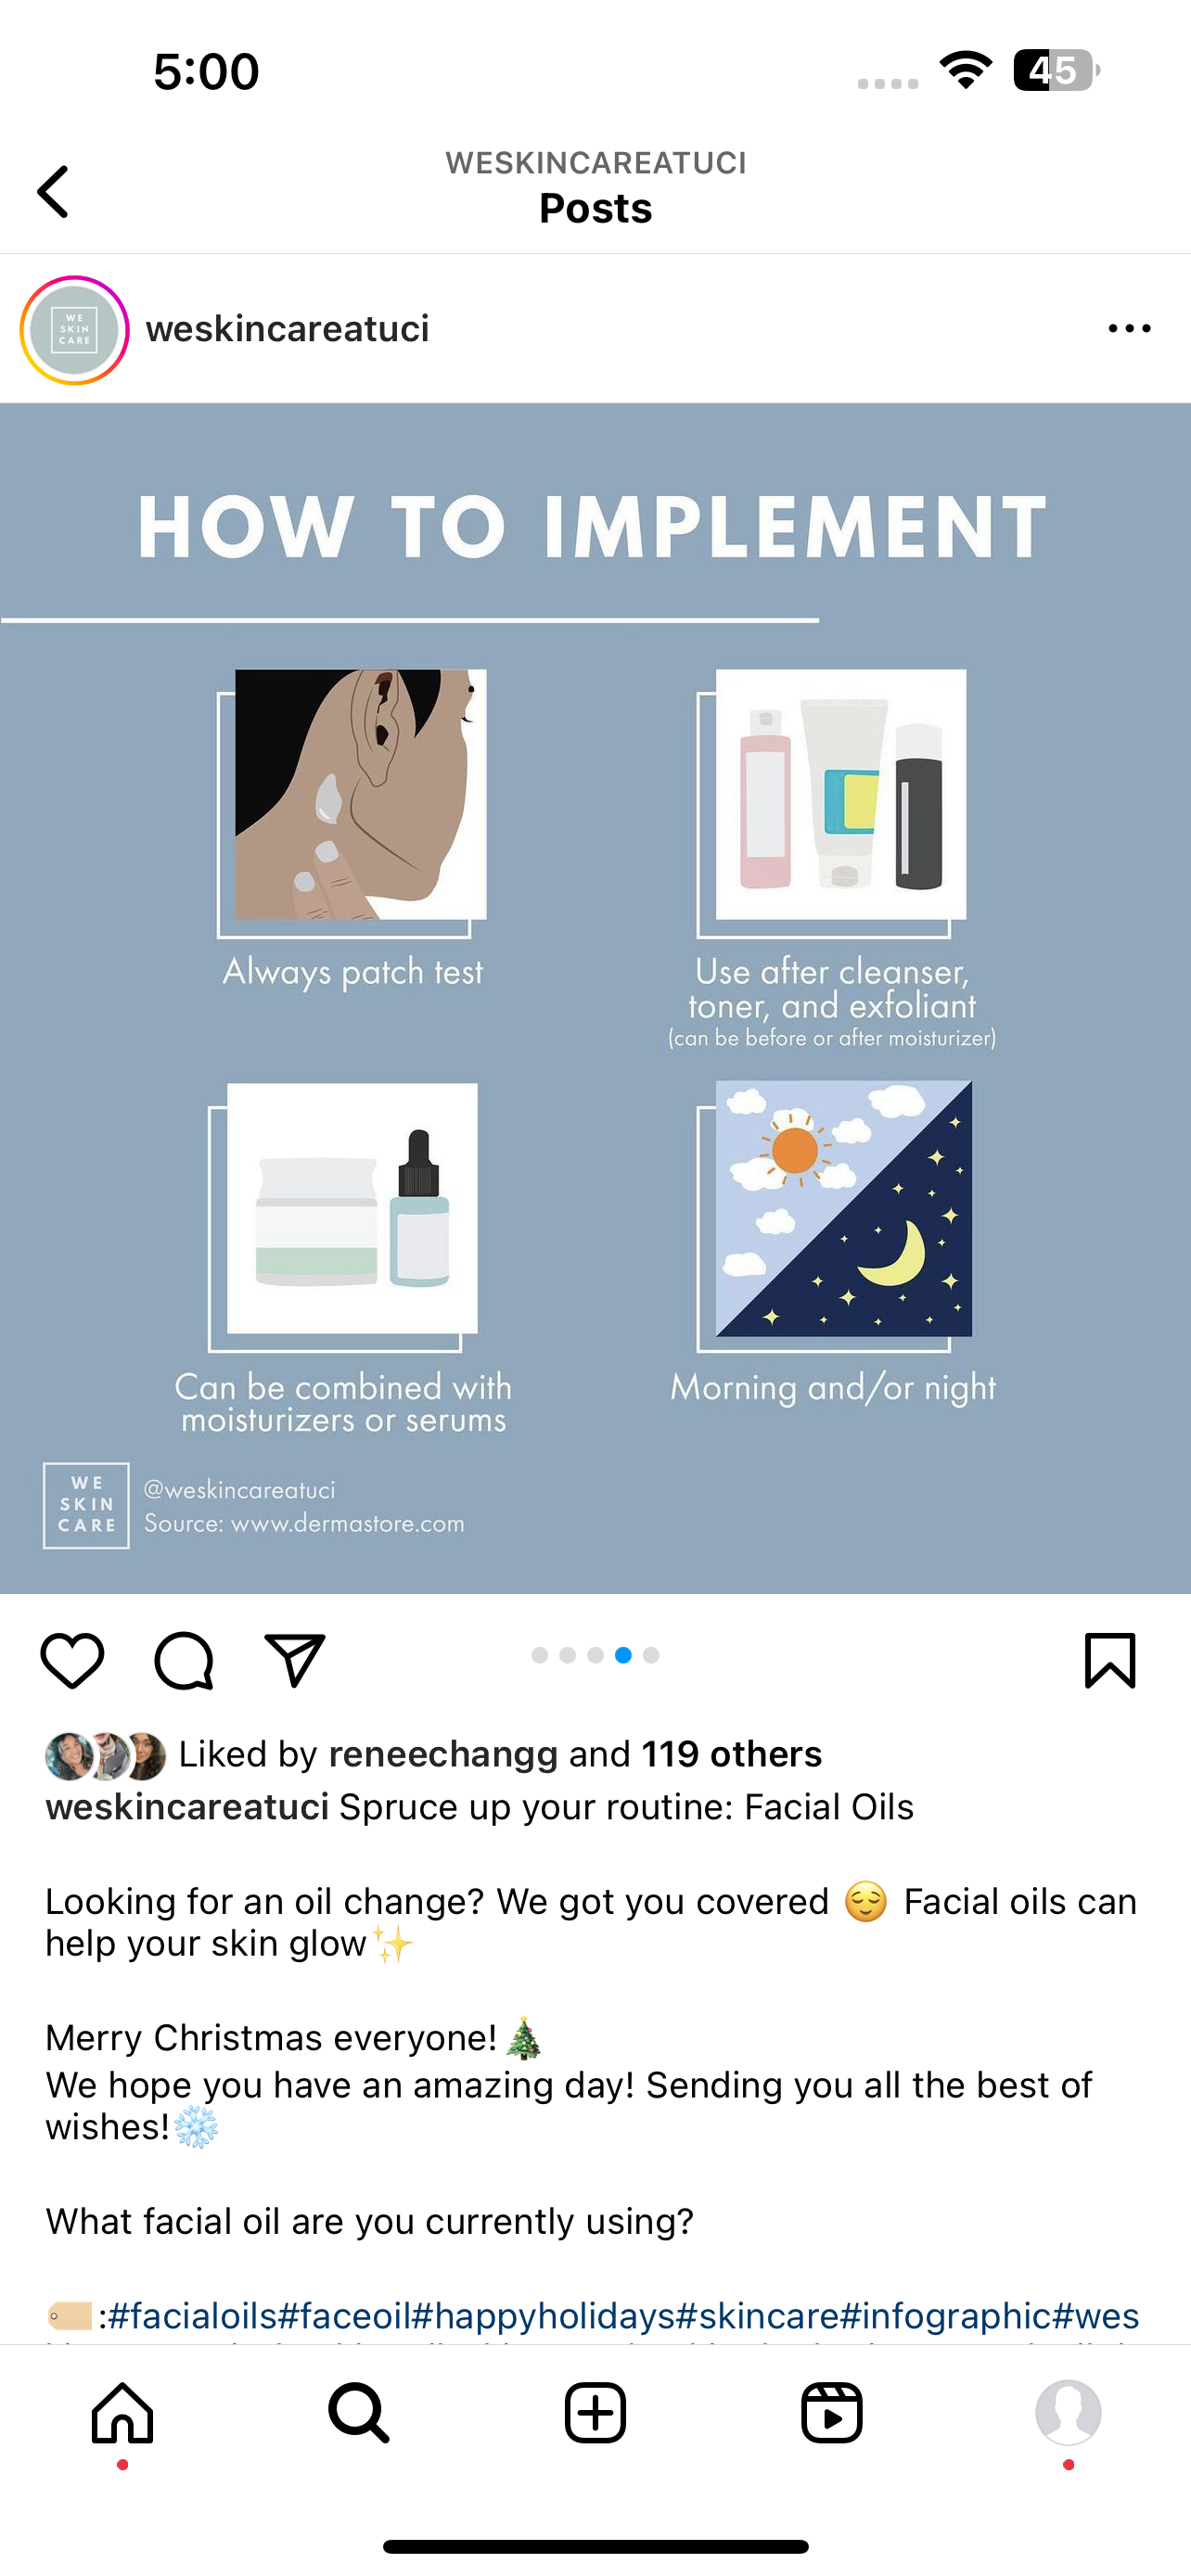 5:00
45
WESKINCAREATUCI
Posts
WE
SKIN
CARE
weskincareatuci
HOW TO IMPLEMENT
Always patch test
Use after cleanser,
toner, and exfoliant
(can be before or after moisturizer)
Can be combined with
moisturizers or serums
Morning and/or night
WE
SKIN
CARE
@weskincareatuci
Source: www.dermastore.com
Liked by reneechangg and 119 others
weskincareatuci Spruce up your routine: Facial Oils
Looking for an oil change? We got you covered 😌 Facial oils can
help your skin glow✨
Merry Christmas everyone!🎄
We hope you have an amazing day! Sending you all the best of
wishes!❄️
What facial oil are you currently using?
🏷️:#facialoils#faceoil#happyholidays#skincare#infographic#wes